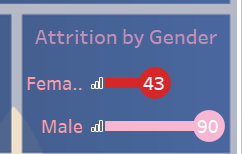 Attrition by Gender
Fema.. 43
Male 90